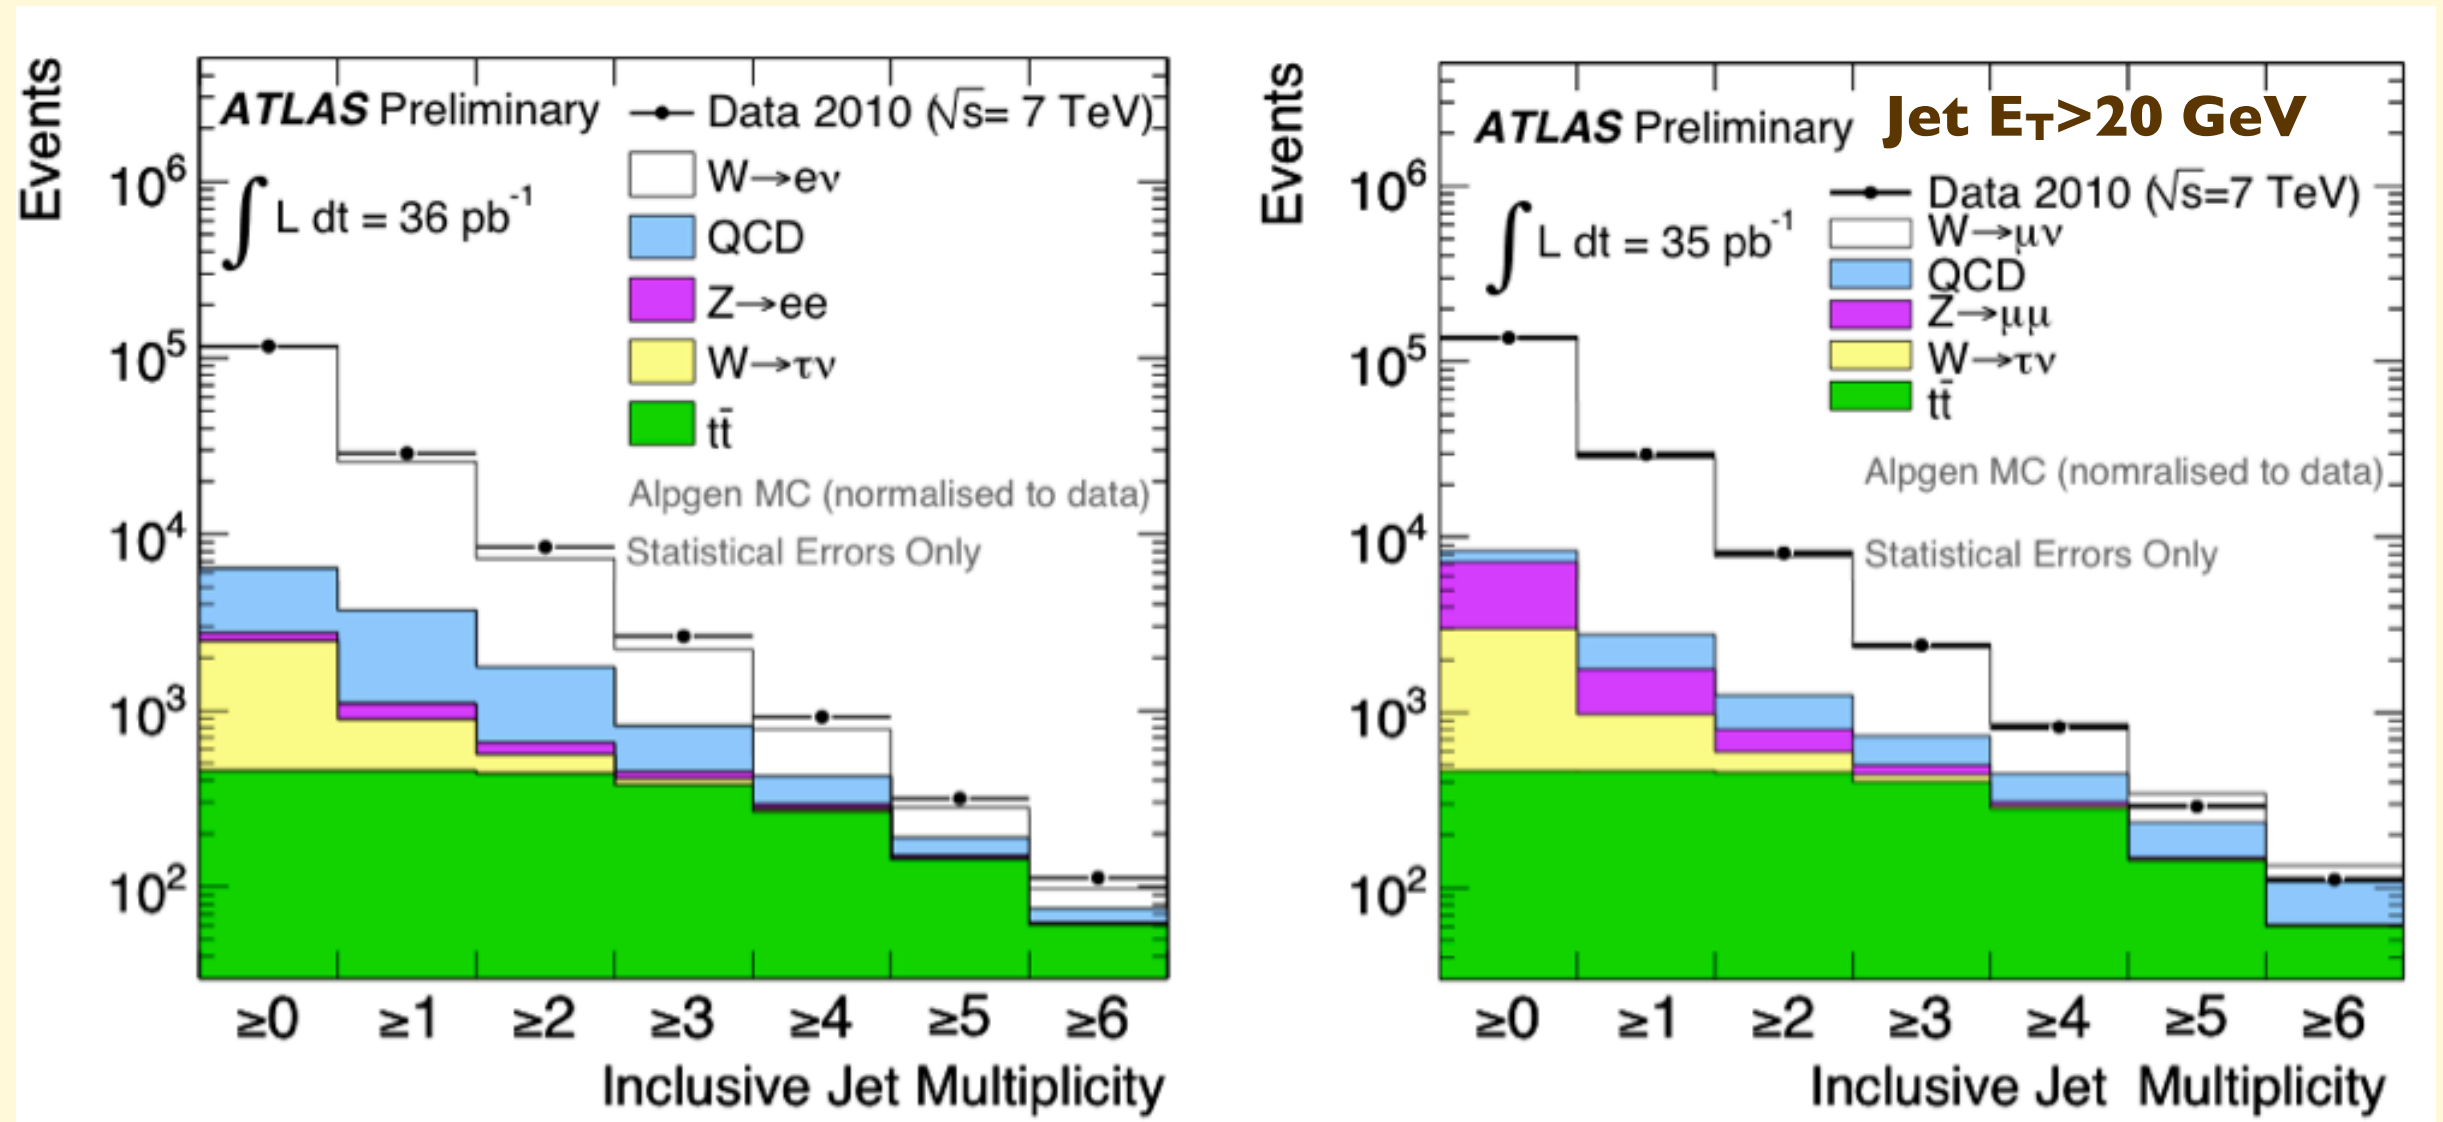 Events
ATLAS Preliminary
∫ L dt = 36 pb⁻¹
Data 2010 (√s= 7 TeV)
W→eν
QCD
Z→ee
W→τν
tt̄
Alpgen MC (normalised to data)
Statistical Errors Only
10⁶
10⁵
10⁴
10³
10²
≥0 ≥1 ≥2 ≥3 ≥4 ≥5 ≥6
Inclusive Jet Multiplicity
Events
ATLAS Preliminary
Jet E_T>20 GeV
∫ L dt = 35 pb⁻¹
Data 2010 (√s=7 TeV)
W→μν
QCD
Z→μμ
W→τν
tt̄
Alpgen MC (nomralised to data)
Statistical Errors Only
10⁶
10⁵
10⁴
10³
10²
≥0 ≥1 ≥2 ≥3 ≥4 ≥5 ≥6
Inclusive Jet Multiplicity